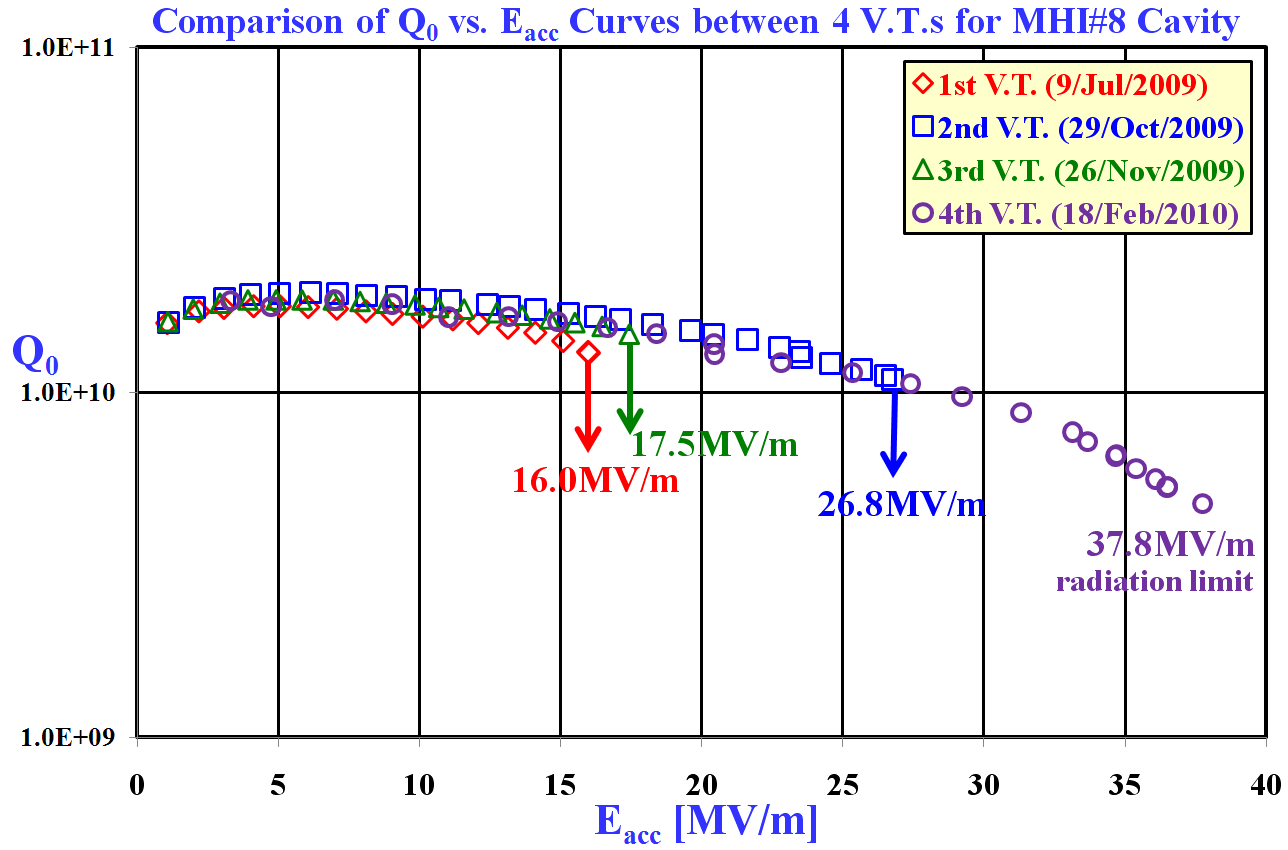 Comparison of Q0 vs. Eacc Curves between 4 V.T.s for MHI#8 Cavity
1.0E+11
1st V.T. (9/Jul/2009)
2nd V.T. (29/Oct/2009)
3rd V.T. (26/Nov/2009)
4th V.T. (18/Feb/2010)
Q0
1.0E+10
17.5MV/m
16.0MV/m
26.8MV/m
37.8MV/m
radiation limit
1.0E+09
0 5 10 15 20 25 30 35 40
Eacc [MV/m]